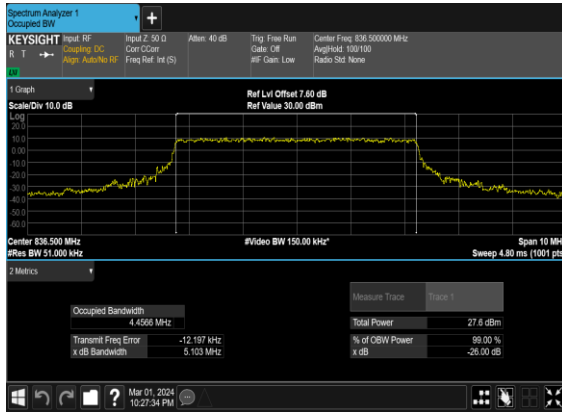 Spectrum Analyzer 1
Occupied BW
+
KEYSIGHT
R T
LXI
Input: RF
Coupling: DC
Align: Auto/No RF
Input Z: 50 Ω
Corr CCorr
Freq Ref: Int (S)
Atten: 40 dB
Trig: Free Run
Gate: Off
#IF Gain: Low
Center Freq: 836.500000 MHz
Avg|Hold: 100/100
Radio Std: None
1 Graph
Scale/Div 10.0 dB
Ref Lvl Offset 7.60 dB
Ref Value 30.00 dBm
Log
20.0
10.0
0.00
-10.0
-20.0
-30.0
-40.0
-50.0
-60.0
Center 836.500 MHz
#Video BW 150.00 kHz*
Span 10 MH
#Res BW 51.000 kHz
Sweep 4.80 ms (1001 pts
2 Metrics
Measure Trace
Trace 1
Occupied Bandwidth
4.4566 MHz
Total Power
27.6 dBm
Transmit Freq Error
-12.197 kHz
% of OBW Power
99.00 %
x dB Bandwidth
5.103 MHz
x dB
-26.00 dB
?
Mar 01, 2024
10:27:34 PM